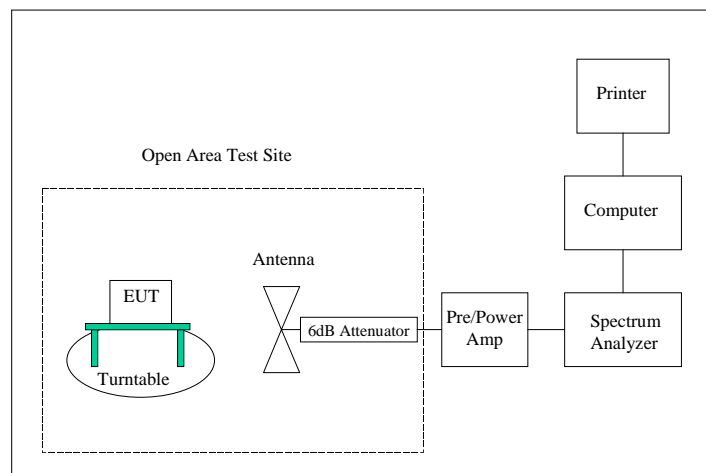 Printer
Open Area Test Site
Computer
Antenna
EUT
6dB Attenuator
Pre/Power
Amp
Spectrum
Analyzer
Turntable